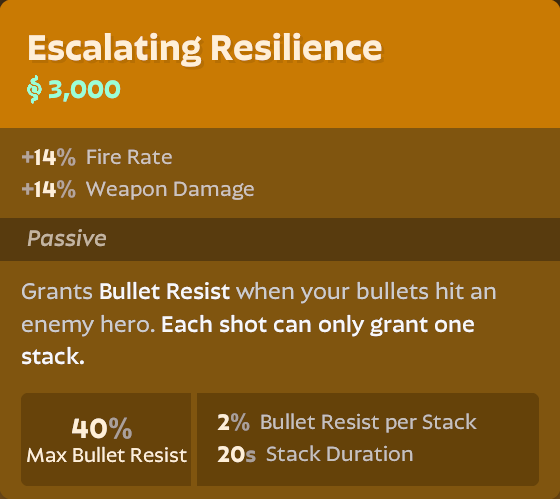 Escalating Resilience
3,000
+14% Fire Rate
+14% Weapon Damage
Passive
Grants Bullet Resist when your bullets hit an
enemy hero. Each shot can only grant one
stack.
40%
Max Bullet Resist
2% Bullet Resist per Stack
20s Stack Duration